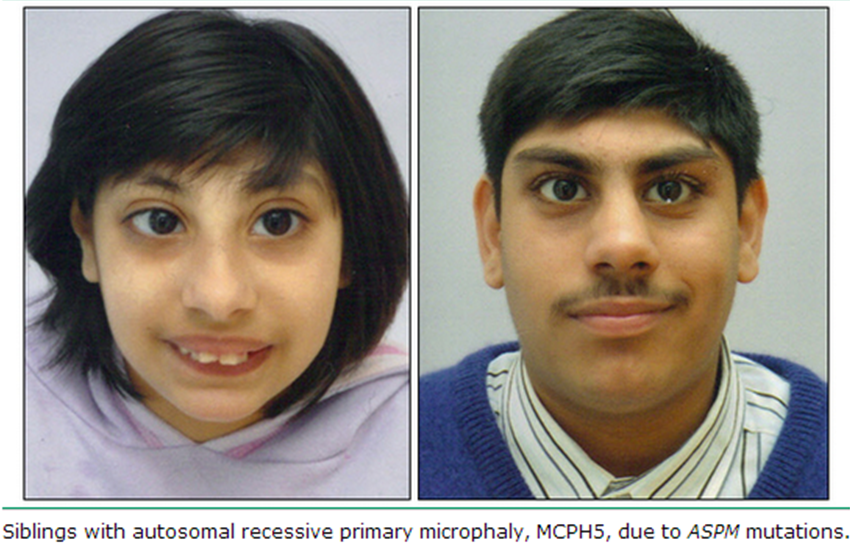 Siblings with autosomal recessive primary microphaly, MCPH5, due to ASPM mutations.